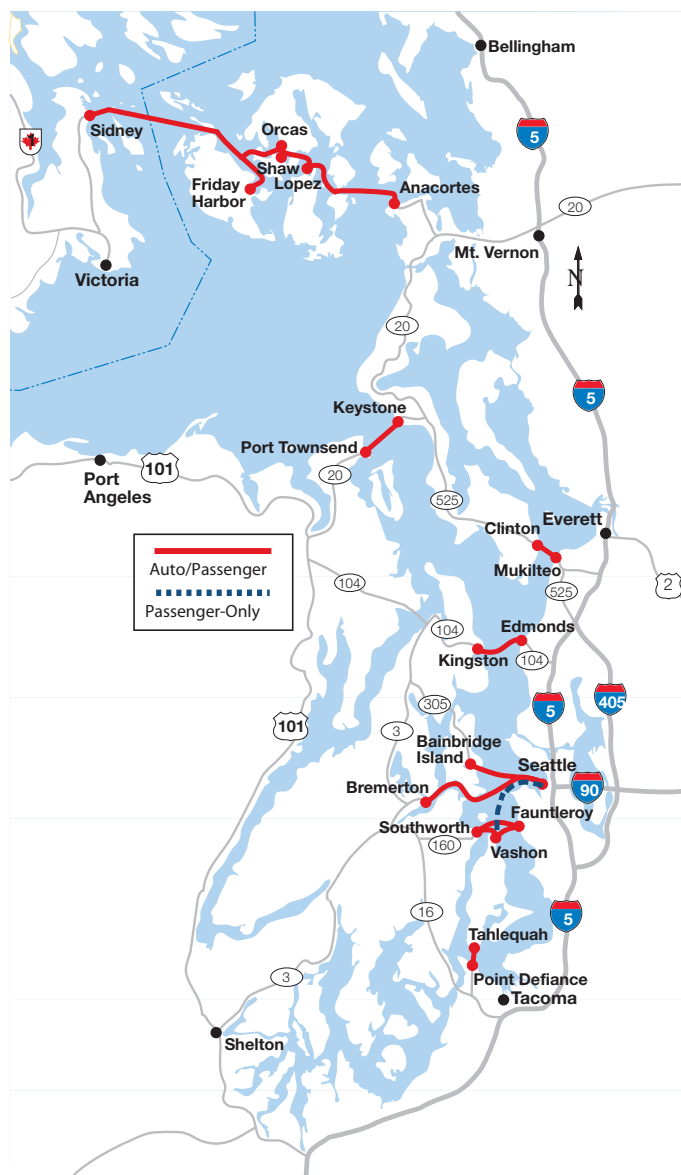 Bellingham
1
Sidney
Orcas
5
Shaw
Friday
Harbor
Lopez
Anacortes
20
Mt. Vernon
N
Victoria
20
5
Keystone
Port Townsend
101
Port
Angeles
20
525
Clinton
Everett
Mukilteo
Auto/Passenger
Passenger-Only
104
525
2
104
Edmonds
Kingston
104
305
5
405
101
3
Bainbridge
Island
Seattle
Bremerton
90
Fauntleroy
Southworth
160
Vashon
16
5
Tahlequah
3
Point Defiance
Tacoma
Shelton